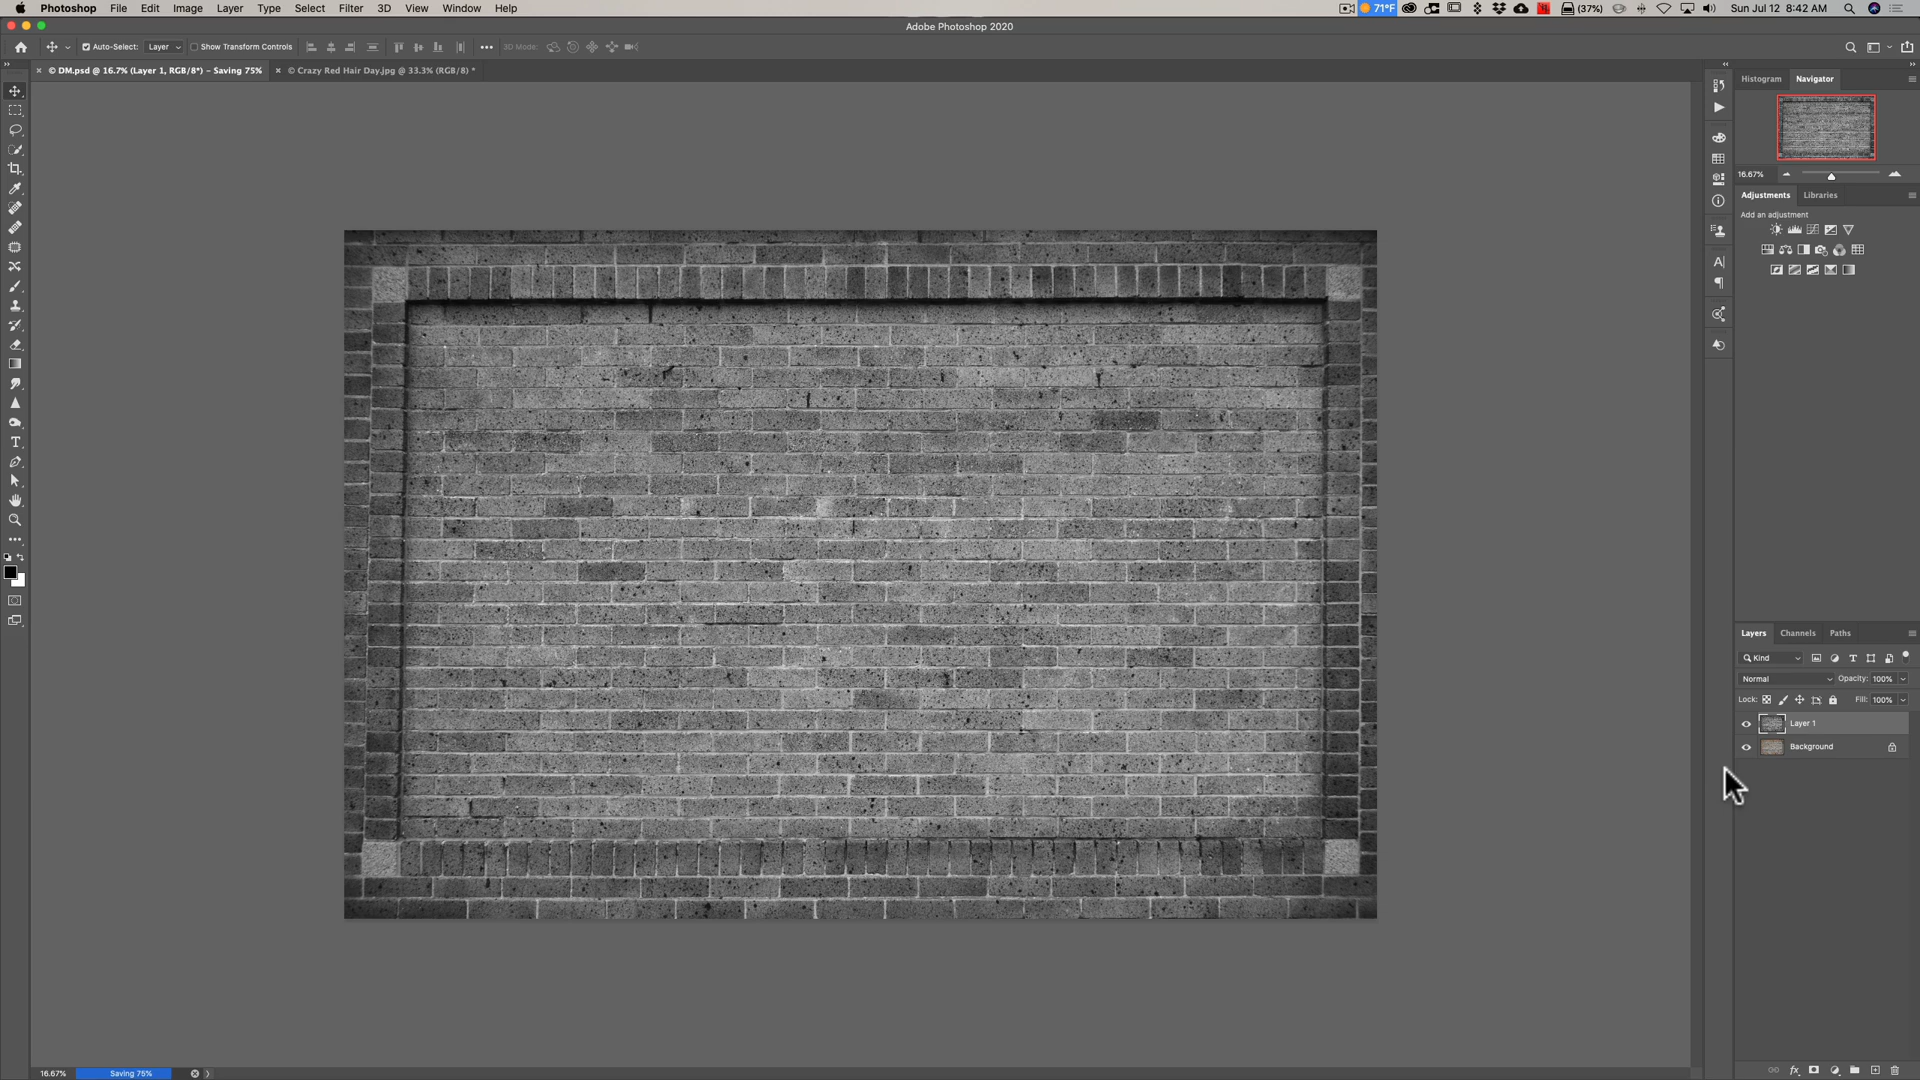 Photoshop File Edit Image Layer Type Select Filter 3D View Window Help 71°F (37%) Sun Jul 12 8:42 AM
Adobe Photoshop 2020
Auto-Select: Layer Show Transform Controls 3D Mode:
© DM.psd @ 16.7% (Layer 1, RGB/8*) – Saving 75% © Crazy Red Hair Day.jpg @ 33.3% (RGB/8) *
Histogram Navigator
16.67%
Adjustments Libraries
Add an adjustment
Layers Channels Paths
Kind
Normal Opacity: 100%
Lock: Fill: 100%
Layer 1
Background
16.67% Saving 75%